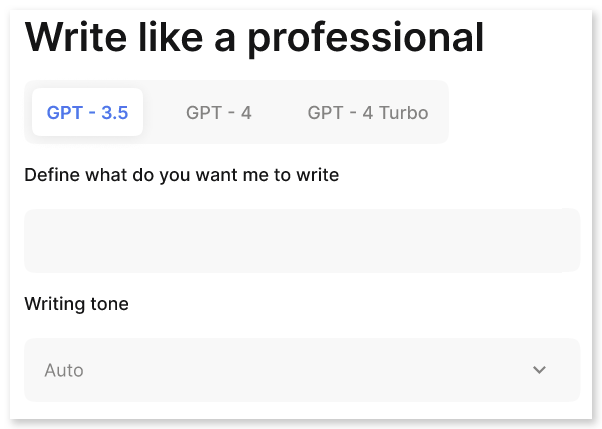 Write like a professional
GPT - 3.5 GPT - 4 GPT - 4 Turbo
Define what do you want me to write
Writing tone
Auto